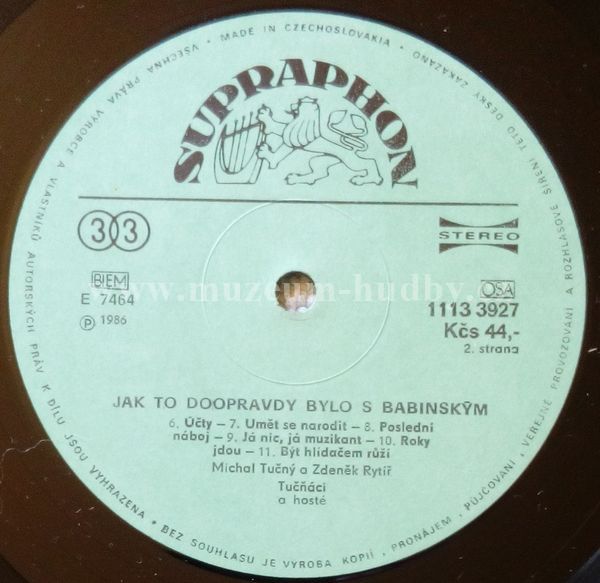 VŠECHNA PRÁVA VÝROBCE A VLASTNÍKŮ AUTORSKÝCH PRÁV K DÍLU JSOU VYHRAZENA • BEZ SOUHLASU JE VÝROBA KOPIÍ, PRONÁJEM, PŮJČOVÁNÍ, VEŘEJNÉ PROVOZOVÁNÍ A ROZHLASOVÉ ŠÍŘENÍ TÉTO DESKY ZAKÁZÁNO • MADE IN CZECHOSLOVAKIA •
SUPRAPHON
33
STEREO
www.muzeum-hudby.
BIEM
OSA
E 7464
1113 3927
Ⓟ 1986
Kčs 44,-
2. strana
JAK TO DOOPRAVDY BYLO S BABINSKÝM
6. Účty – 7. Umět se narodit – 8. Poslední
náboj – 9. Já nic, já muzikant – 10. Roky
jdou – 11. Být hlídačem růží
Michal Tučný a Zdeněk Rytíř
Tučňáci
a hosté